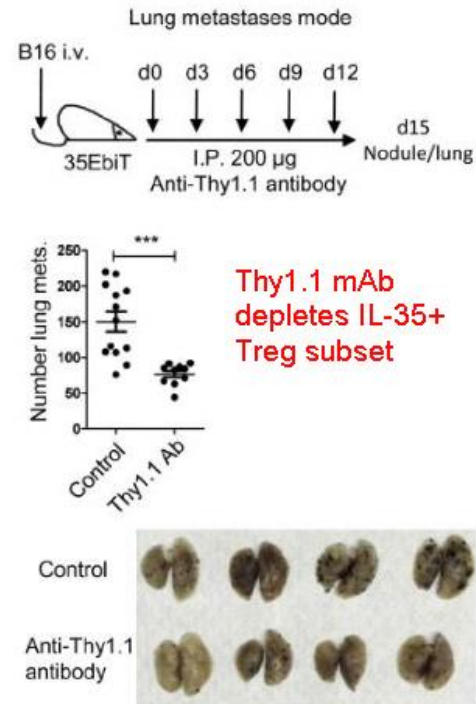 Lung metastases mode
B16 i.v.
d0 d3 d6 d9 d12
35EbiT
I.P. 200 µg
Anti-Thy1.1 antibody
d15
Nodule/lung
Number lung mets.
250
200
150
100
50
0
***
Control
Thy1.1 Ab
Thy1.1 mAb
depletes IL-35+
Treg subset
Control
Anti-Thy1.1
antibody